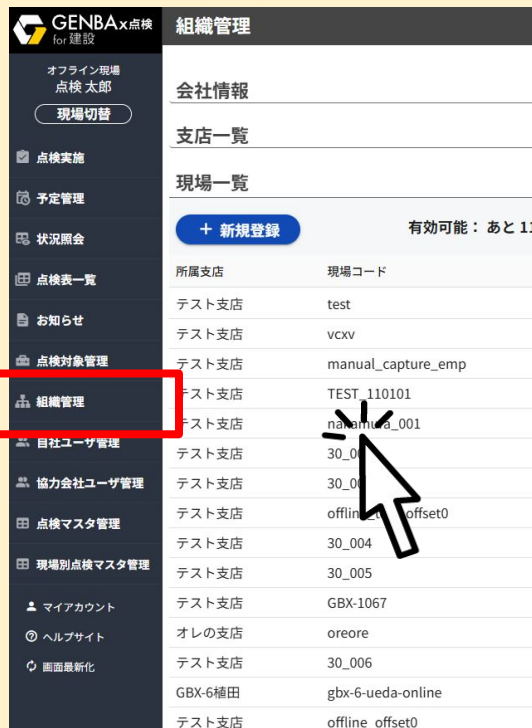 GENBAx点検
for 建設
オフライン現場
点検 太郎
現場切替
点検実施
予定管理
状況照会
点検表一覧
お知らせ
点検対象管理
組織管理
自社ユーザ管理
協力会社ユーザ管理
点検マスタ管理
現場別点検マスタ管理
マイアカウント
ヘルプサイト
画面最新化
組織管理
会社情報
支店一覧
現場一覧
+ 新規登録
有効可能： あと 11
所属支店 現場コード
テスト支店 test
テスト支店 vcxv
テスト支店 manual_capture_emp
テスト支店 TEST_110101
テスト支店 nakamura_001
テスト支店
テスト支店
テスト支店
テスト支店 30_004
テスト支店 30_005
テスト支店 GBX-1067
オレの支店 oreore
テスト支店 30_006
GBX-6植田 gbx-6-ueda-online
テスト支店 offline_offset0